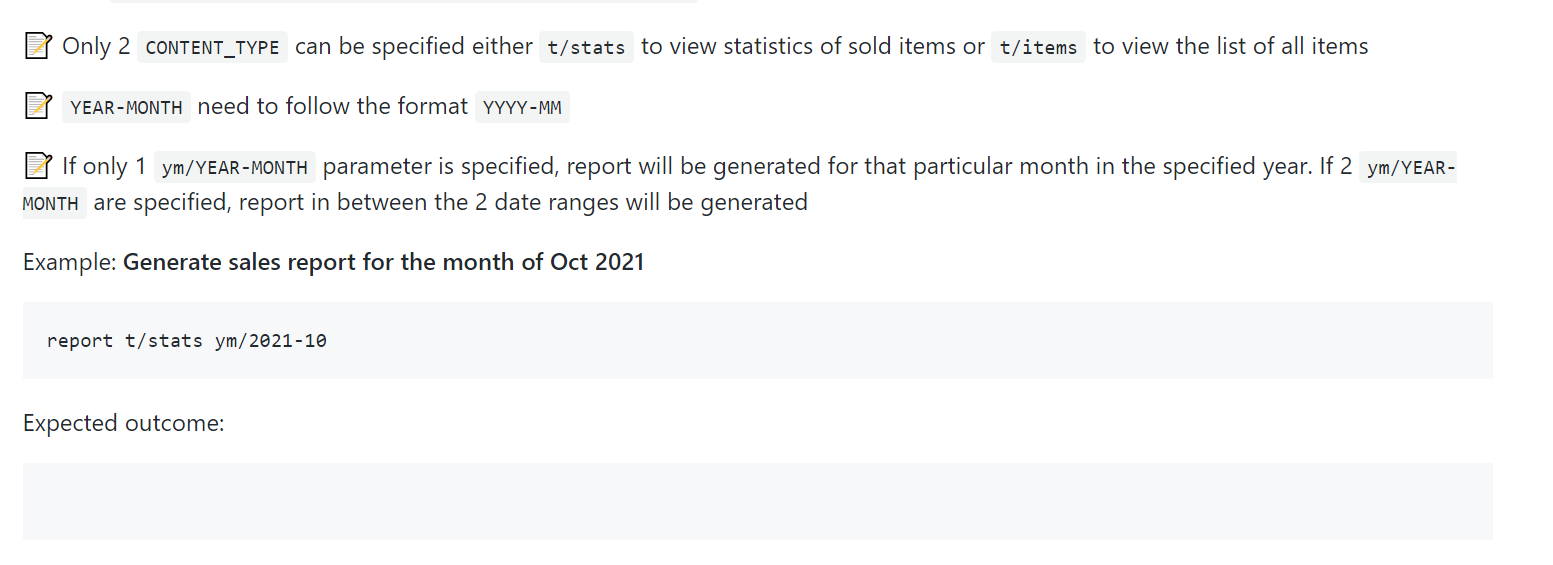 📝 Only 2 CONTENT_TYPE can be specified either t/stats to view statistics of sold items or t/items to view the list of all items
📝 YEAR-MONTH need to follow the format YYYY-MM
📝 If only 1 ym/YEAR-MONTH parameter is specified, report will be generated for that particular month in the specified year. If 2 ym/YEAR-
MONTH are specified, report in between the 2 date ranges will be generated
Example: Generate sales report for the month of Oct 2021
report t/stats ym/2021-10
Expected outcome: